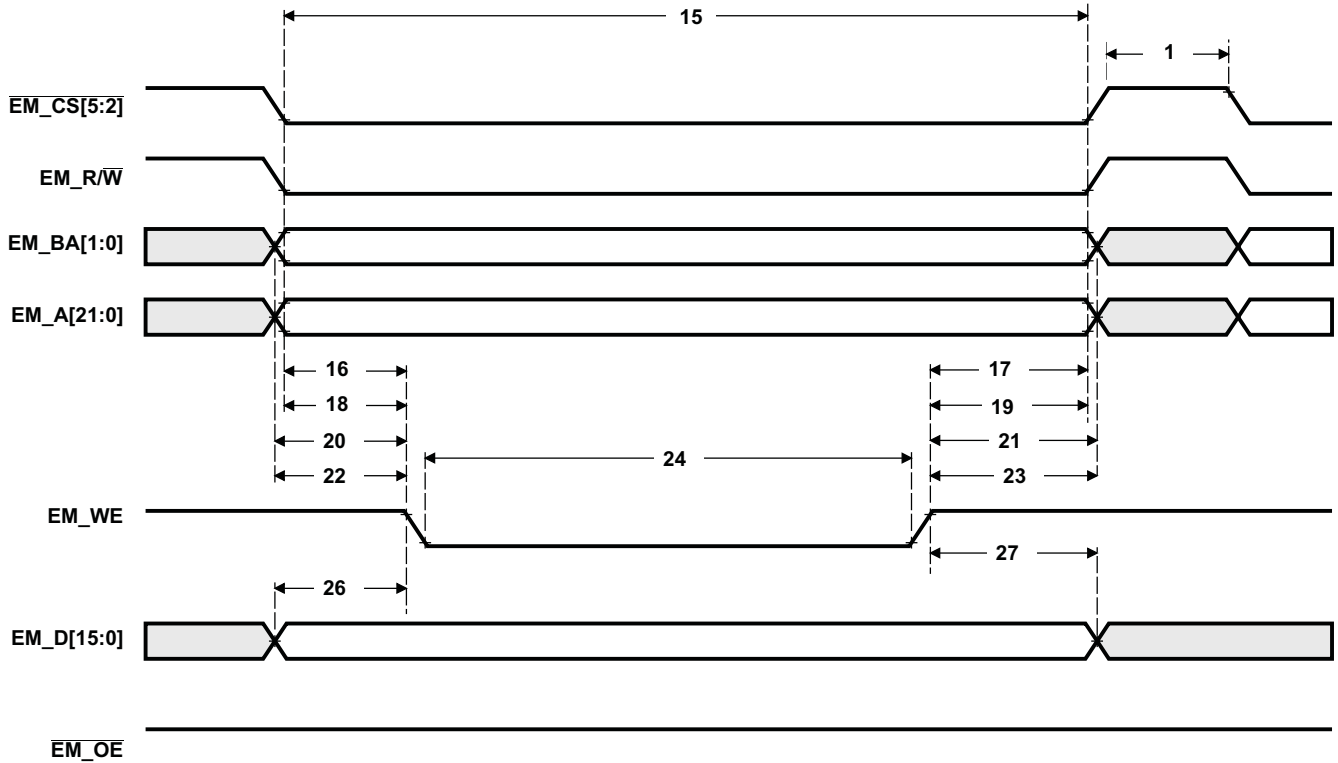 15
1
EM_CS[5:2]
EM_R/W
EM_BA[1:0]
EM_A[21:0]
16
17
18
19
20
21
22
24
23
EM_WE
27
26
EM_D[15:0]
EM_OE